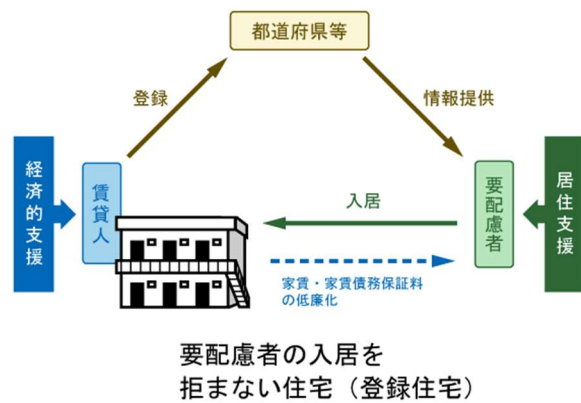 都道府県等
登録
情報提供
経済的支援
賃貸人
入居
要配慮者
居住支援
家賃・家賃債務保証料
の低廉化
要配慮者の入居を
拒まない住宅（登録住宅）